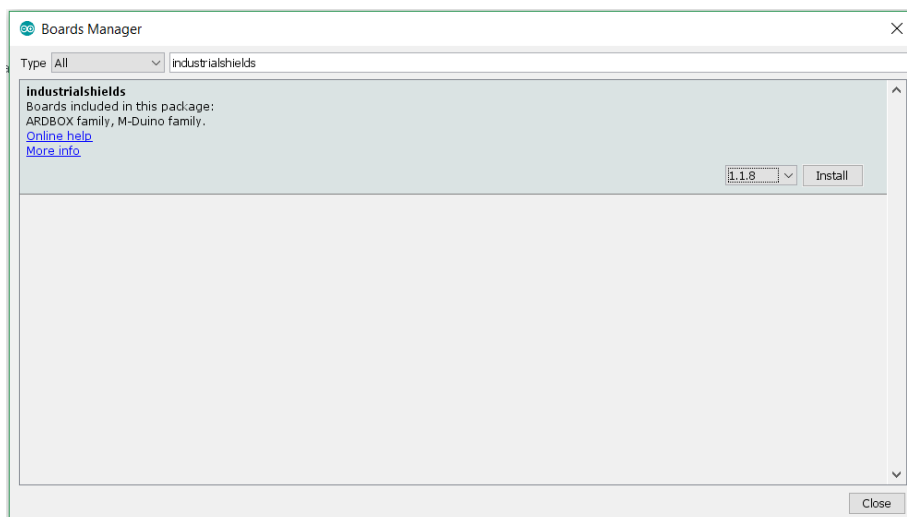 Boards Manager
Type All industrialshields
industrialshields
Boards included in this package:
ARDBOX family, M-Duino family.
Online help
More info
1.1.8 Install
Close